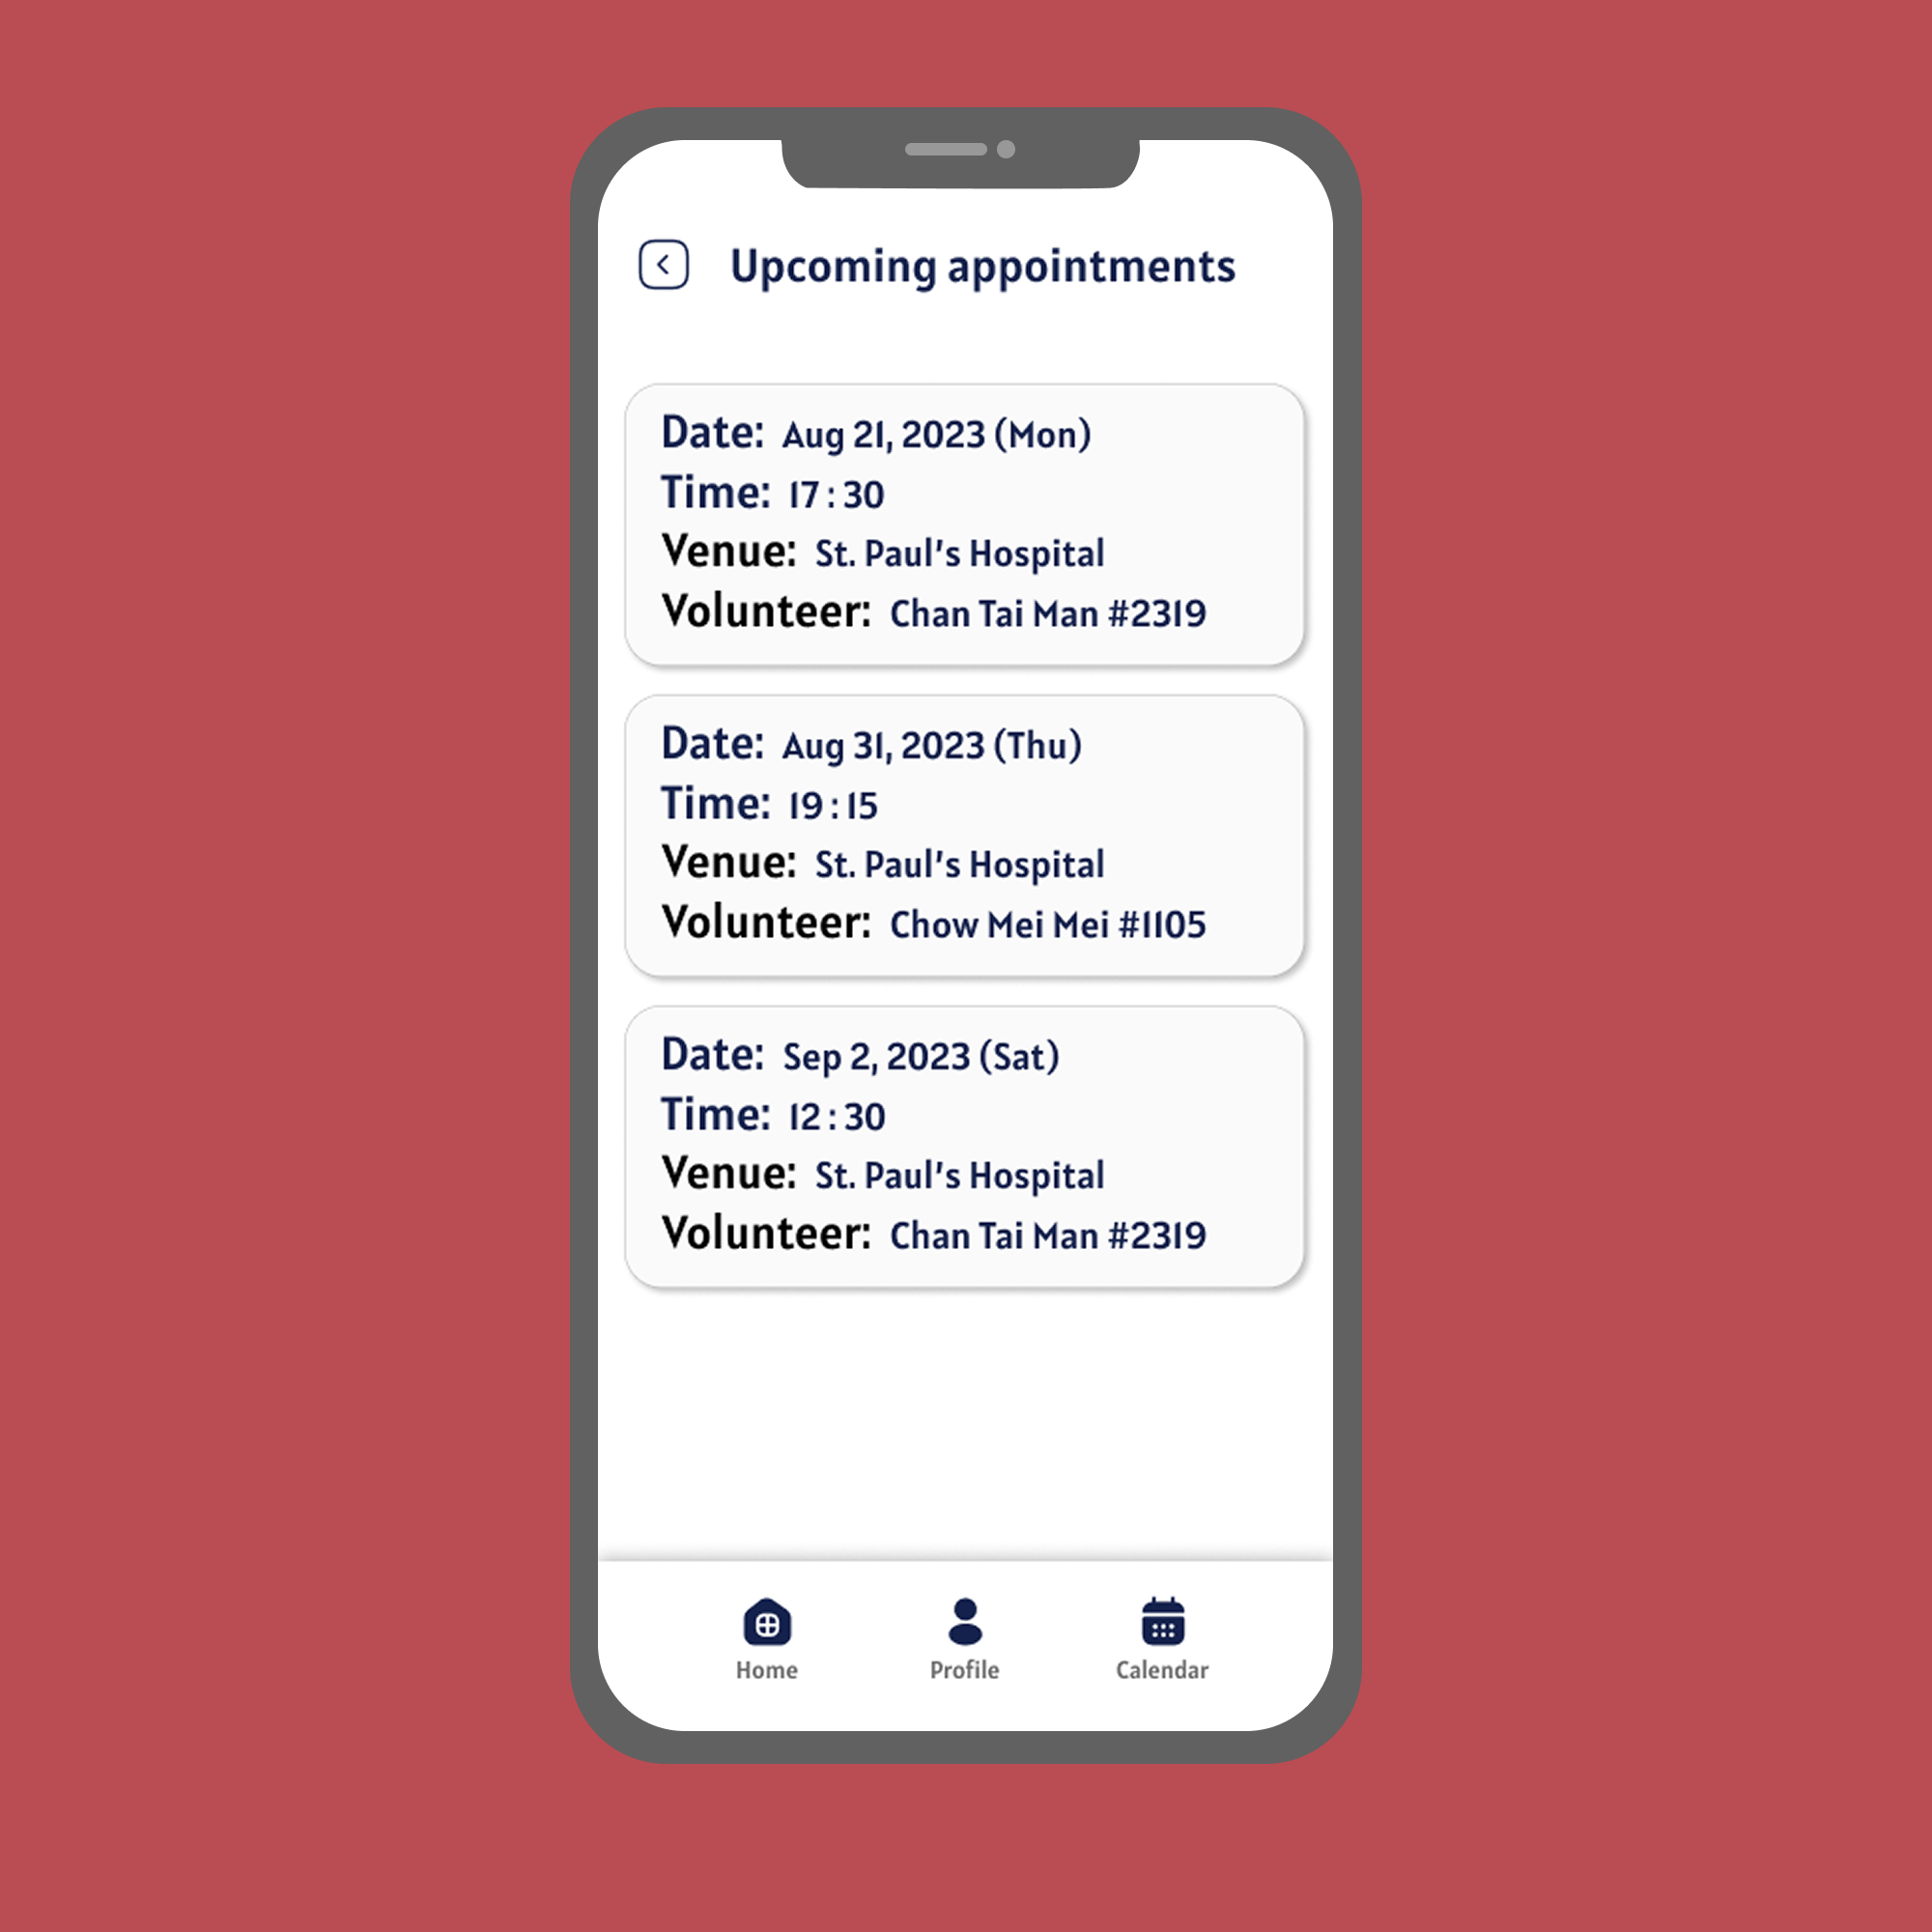 Upcoming appointments
Date: Aug 21, 2023 (Mon)
Time: 17 : 30
Venue: St. Paul's Hospital
Volunteer: Chan Tai Man #2319
Date: Aug 31, 2023 (Thu)
Time: 19 : 15
Venue: St. Paul's Hospital
Volunteer: Chow Mei Mei #1105
Date: Sep 2, 2023 (Sat)
Time: 12 : 30
Venue: St. Paul's Hospital
Volunteer: Chan Tai Man #2319
Home Profile Calendar